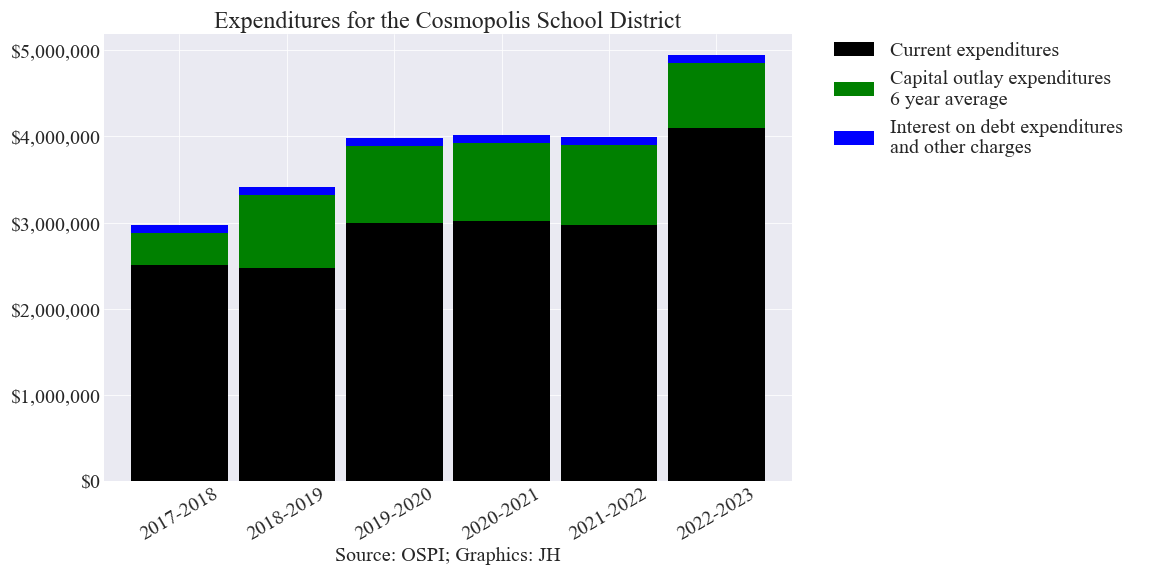 Expenditures for the Cosmopolis School District
$5,000,000
$4,000,000
$3,000,000
$2,000,000
$1,000,000
$0
2017-2018
2018-2019
2019-2020
2020-2021
2021-2022
2022-2023
Source: OSPI; Graphics: JH
Current expenditures
Capital outlay expenditures
6 year average
Interest on debt expenditures
and other charges